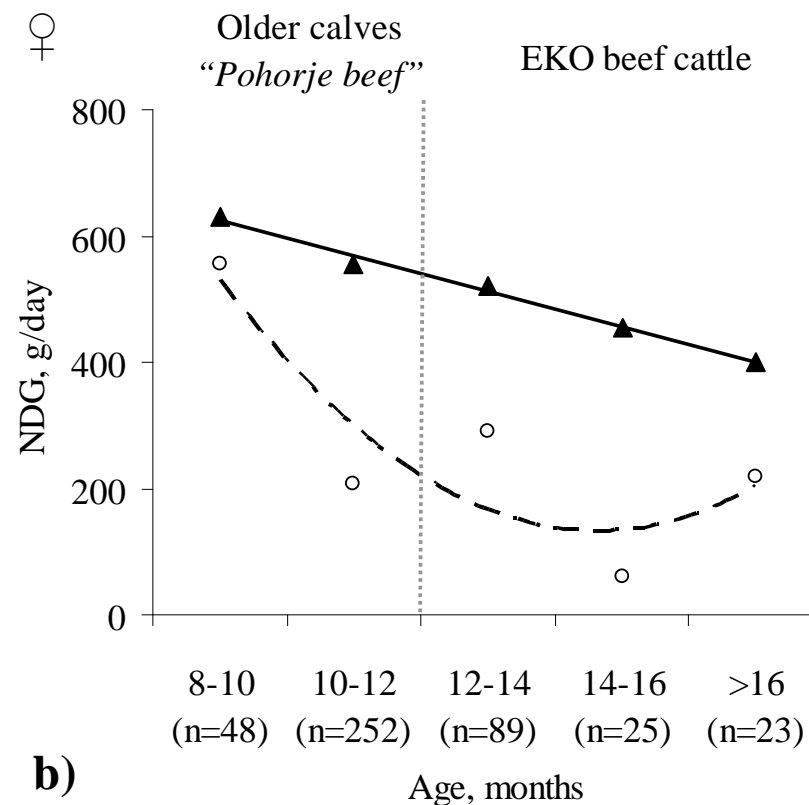 ♀
Older calves
“Pohorje beef”
EKO beef cattle
NDG, g/day
800
600
400
200
0
8-10 10-12 12-14 14-16 >16
(n=48) (n=252) (n=89) (n=25) (n=23)
b)
Age, months